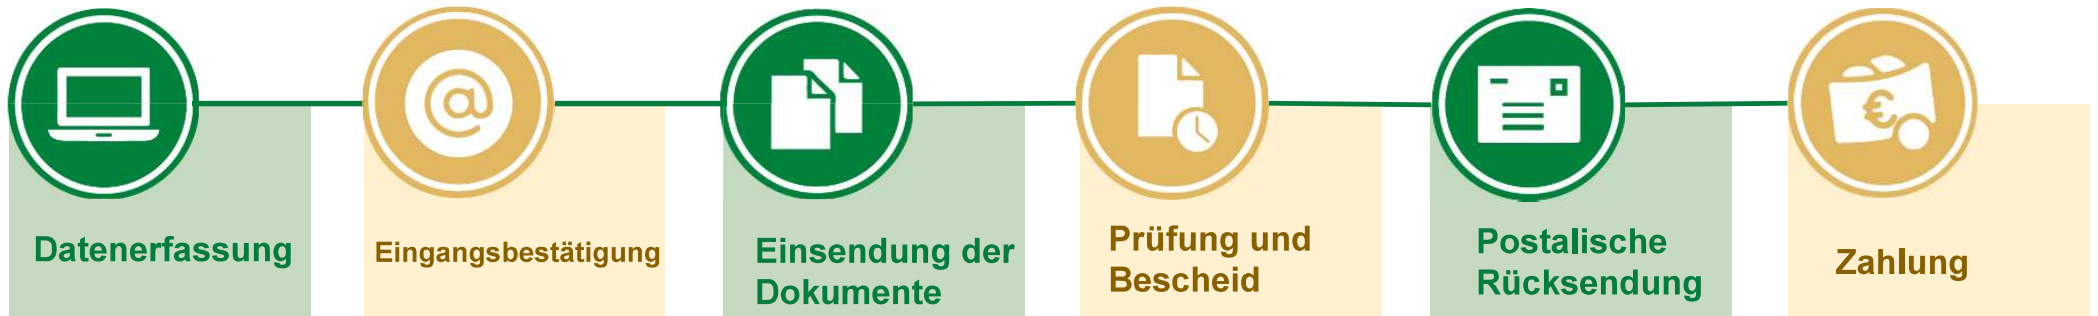 Datenerfassung
Eingangsbestätigung
Einsendung der
Dokumente
Prüfung und
Bescheid
Postalische
Rücksendung
Zahlung